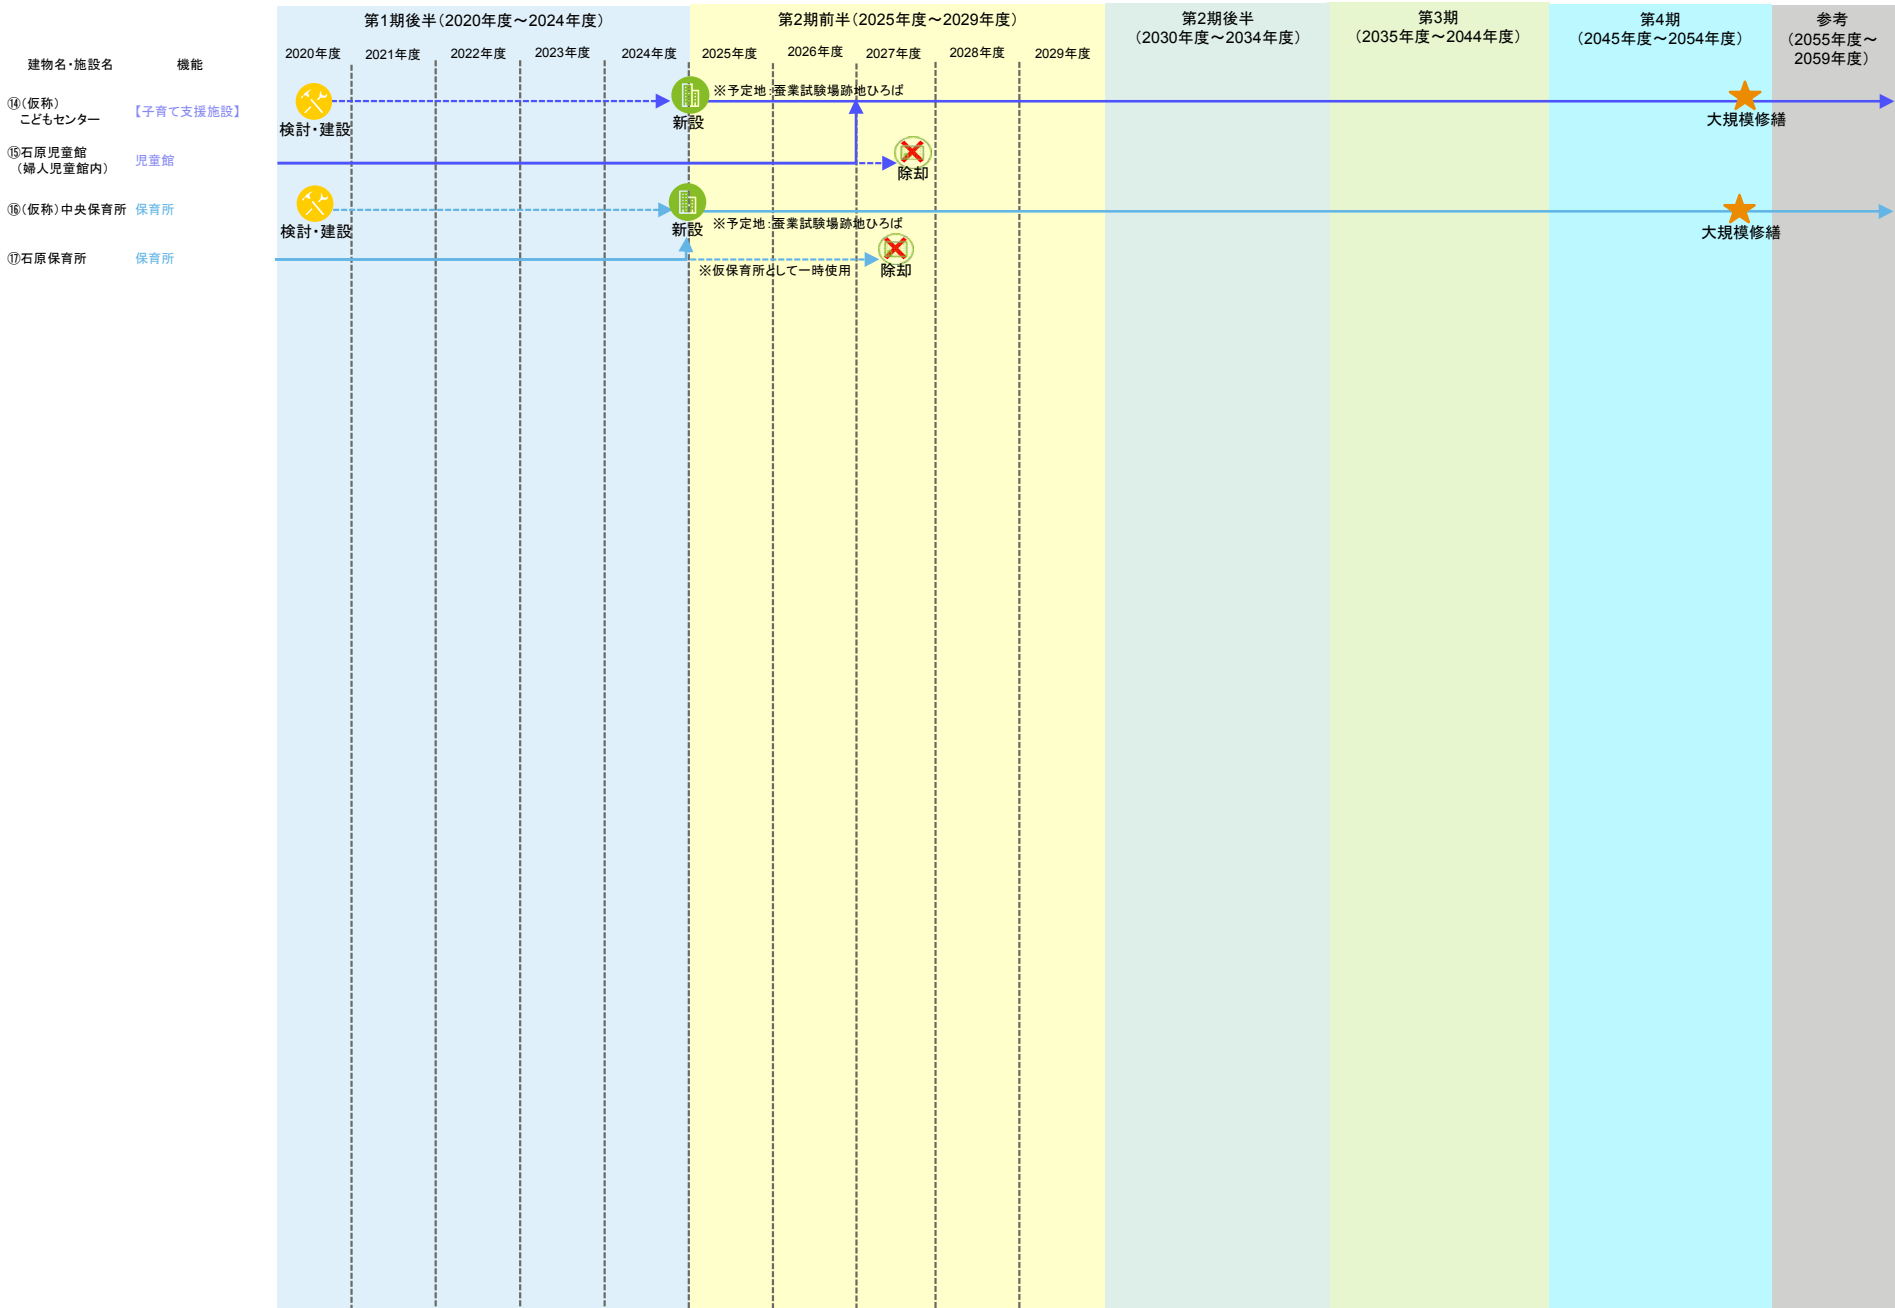 第1期後半（2020年度～2024年度）
第2期前半（2025年度～2029年度）
第2期後半
（2030年度～2034年度）
第3期
（2035年度～2044年度）
第4期
（2045年度～2054年度）
参考
（2055年度～
2059年度）
建物名・施設名
機能
2020年度
2021年度
2022年度
2023年度
2024年度
2025年度
2026年度
2027年度
2028年度
2029年度
⑭（仮称）
こどもセンター
【子育て支援施設】
検討・建設
新設
※予定地：蚕業試験場跡地ひろば
大規模修繕
⑮石原児童館
（婦人児童館内）
児童館
除却
⑯（仮称）中央保育所
保育所
検討・建設
新設
※予定地：蚕業試験場跡地ひろば
大規模修繕
⑰石原保育所
保育所
※仮保育所として一時使用
除却